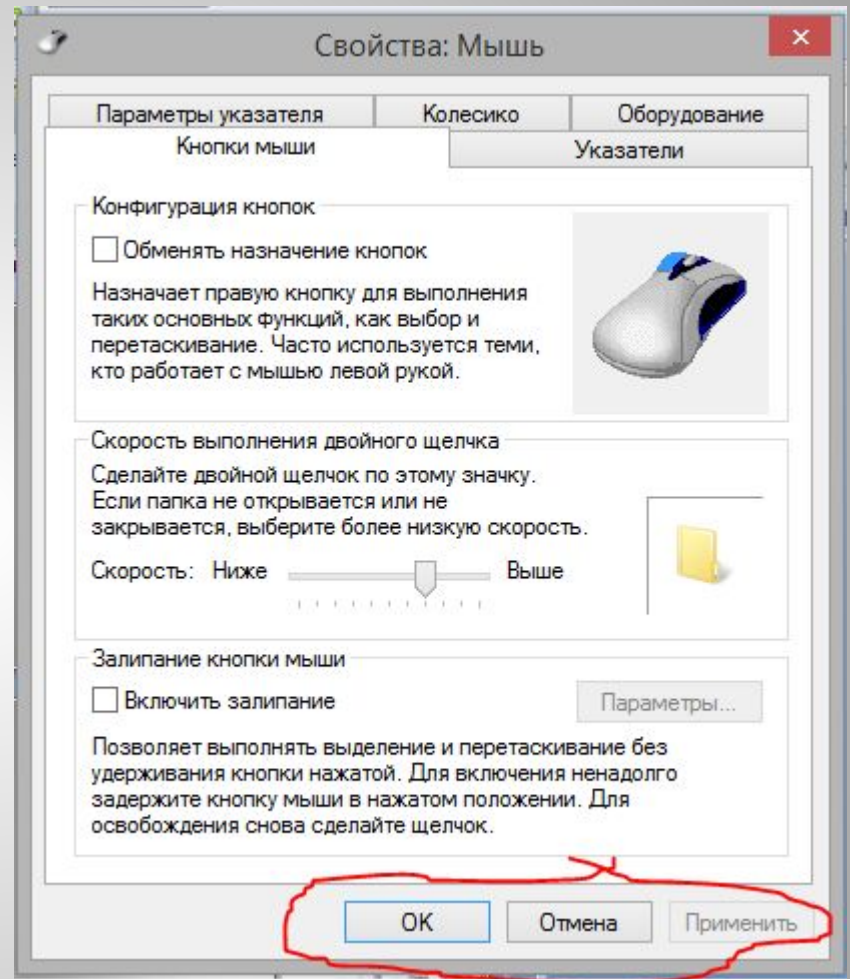 Свойства: Мышь
Параметры указателя
Колесико
Оборудование
Кнопки мыши
Указатели
Конфигурация кнопок
Обменять назначение кнопок
Назначает правую кнопку для выполнения
таких основных функций, как выбор и
перетаскивание. Часто используется теми,
кто работает с мышью левой рукой.
Скорость выполнения двойного щелчка
Сделайте двойной щелчок по этому значку.
Если папка не открывается или не
закрывается, выберите более низкую скорость.
Скорость: Ниже Выше
Залипание кнопки мыши
Включить залипание
Параметры...
Позволяет выполнять выделение и перетаскивание без
удерживания кнопки нажатой. Для включения ненадолго
задержите кнопку мыши в нажатом положении. Для
освобождения снова сделайте щелчок.
ОК
Отмена
Применить